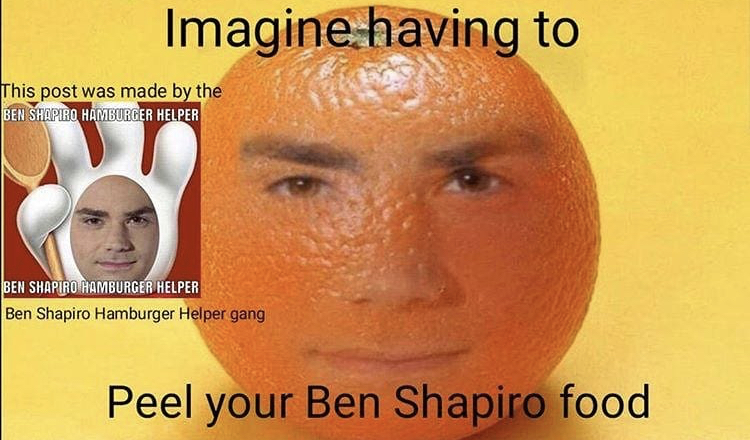 Imagine having to
This post was made by the
BEN SHAPIRO HAMBURGER HELPER
BEN SHAPIRO HAMBURGER HELPER
Ben Shapiro Hamburger Helper gang
Peel your Ben Shapiro food